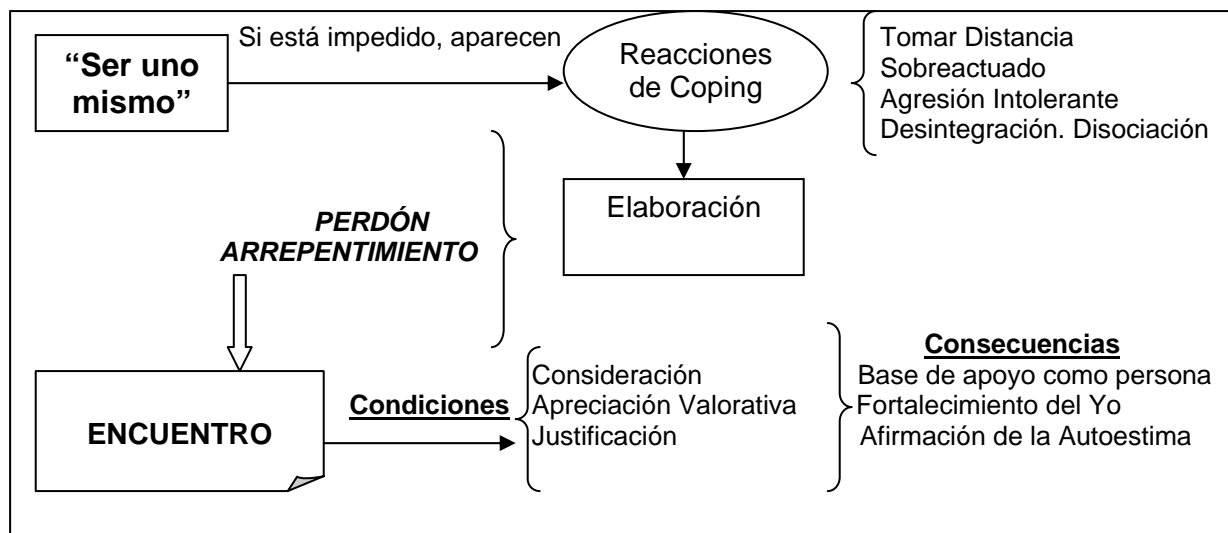 “Ser uno
mismo”
Si está impedido, aparecen
Reacciones
de Coping
Tomar Distancia
Sobreactuado
Agresión Intolerante
Desintegración. Disociación
Elaboración
PERDÓN
ARREPENTIMIENTO
ENCUENTRO
Condiciones
Consideración
Apreciación Valorativa
Justificación
Consecuencias
Base de apoyo como persona
Fortalecimiento del Yo
Afirmación de la Autoestima